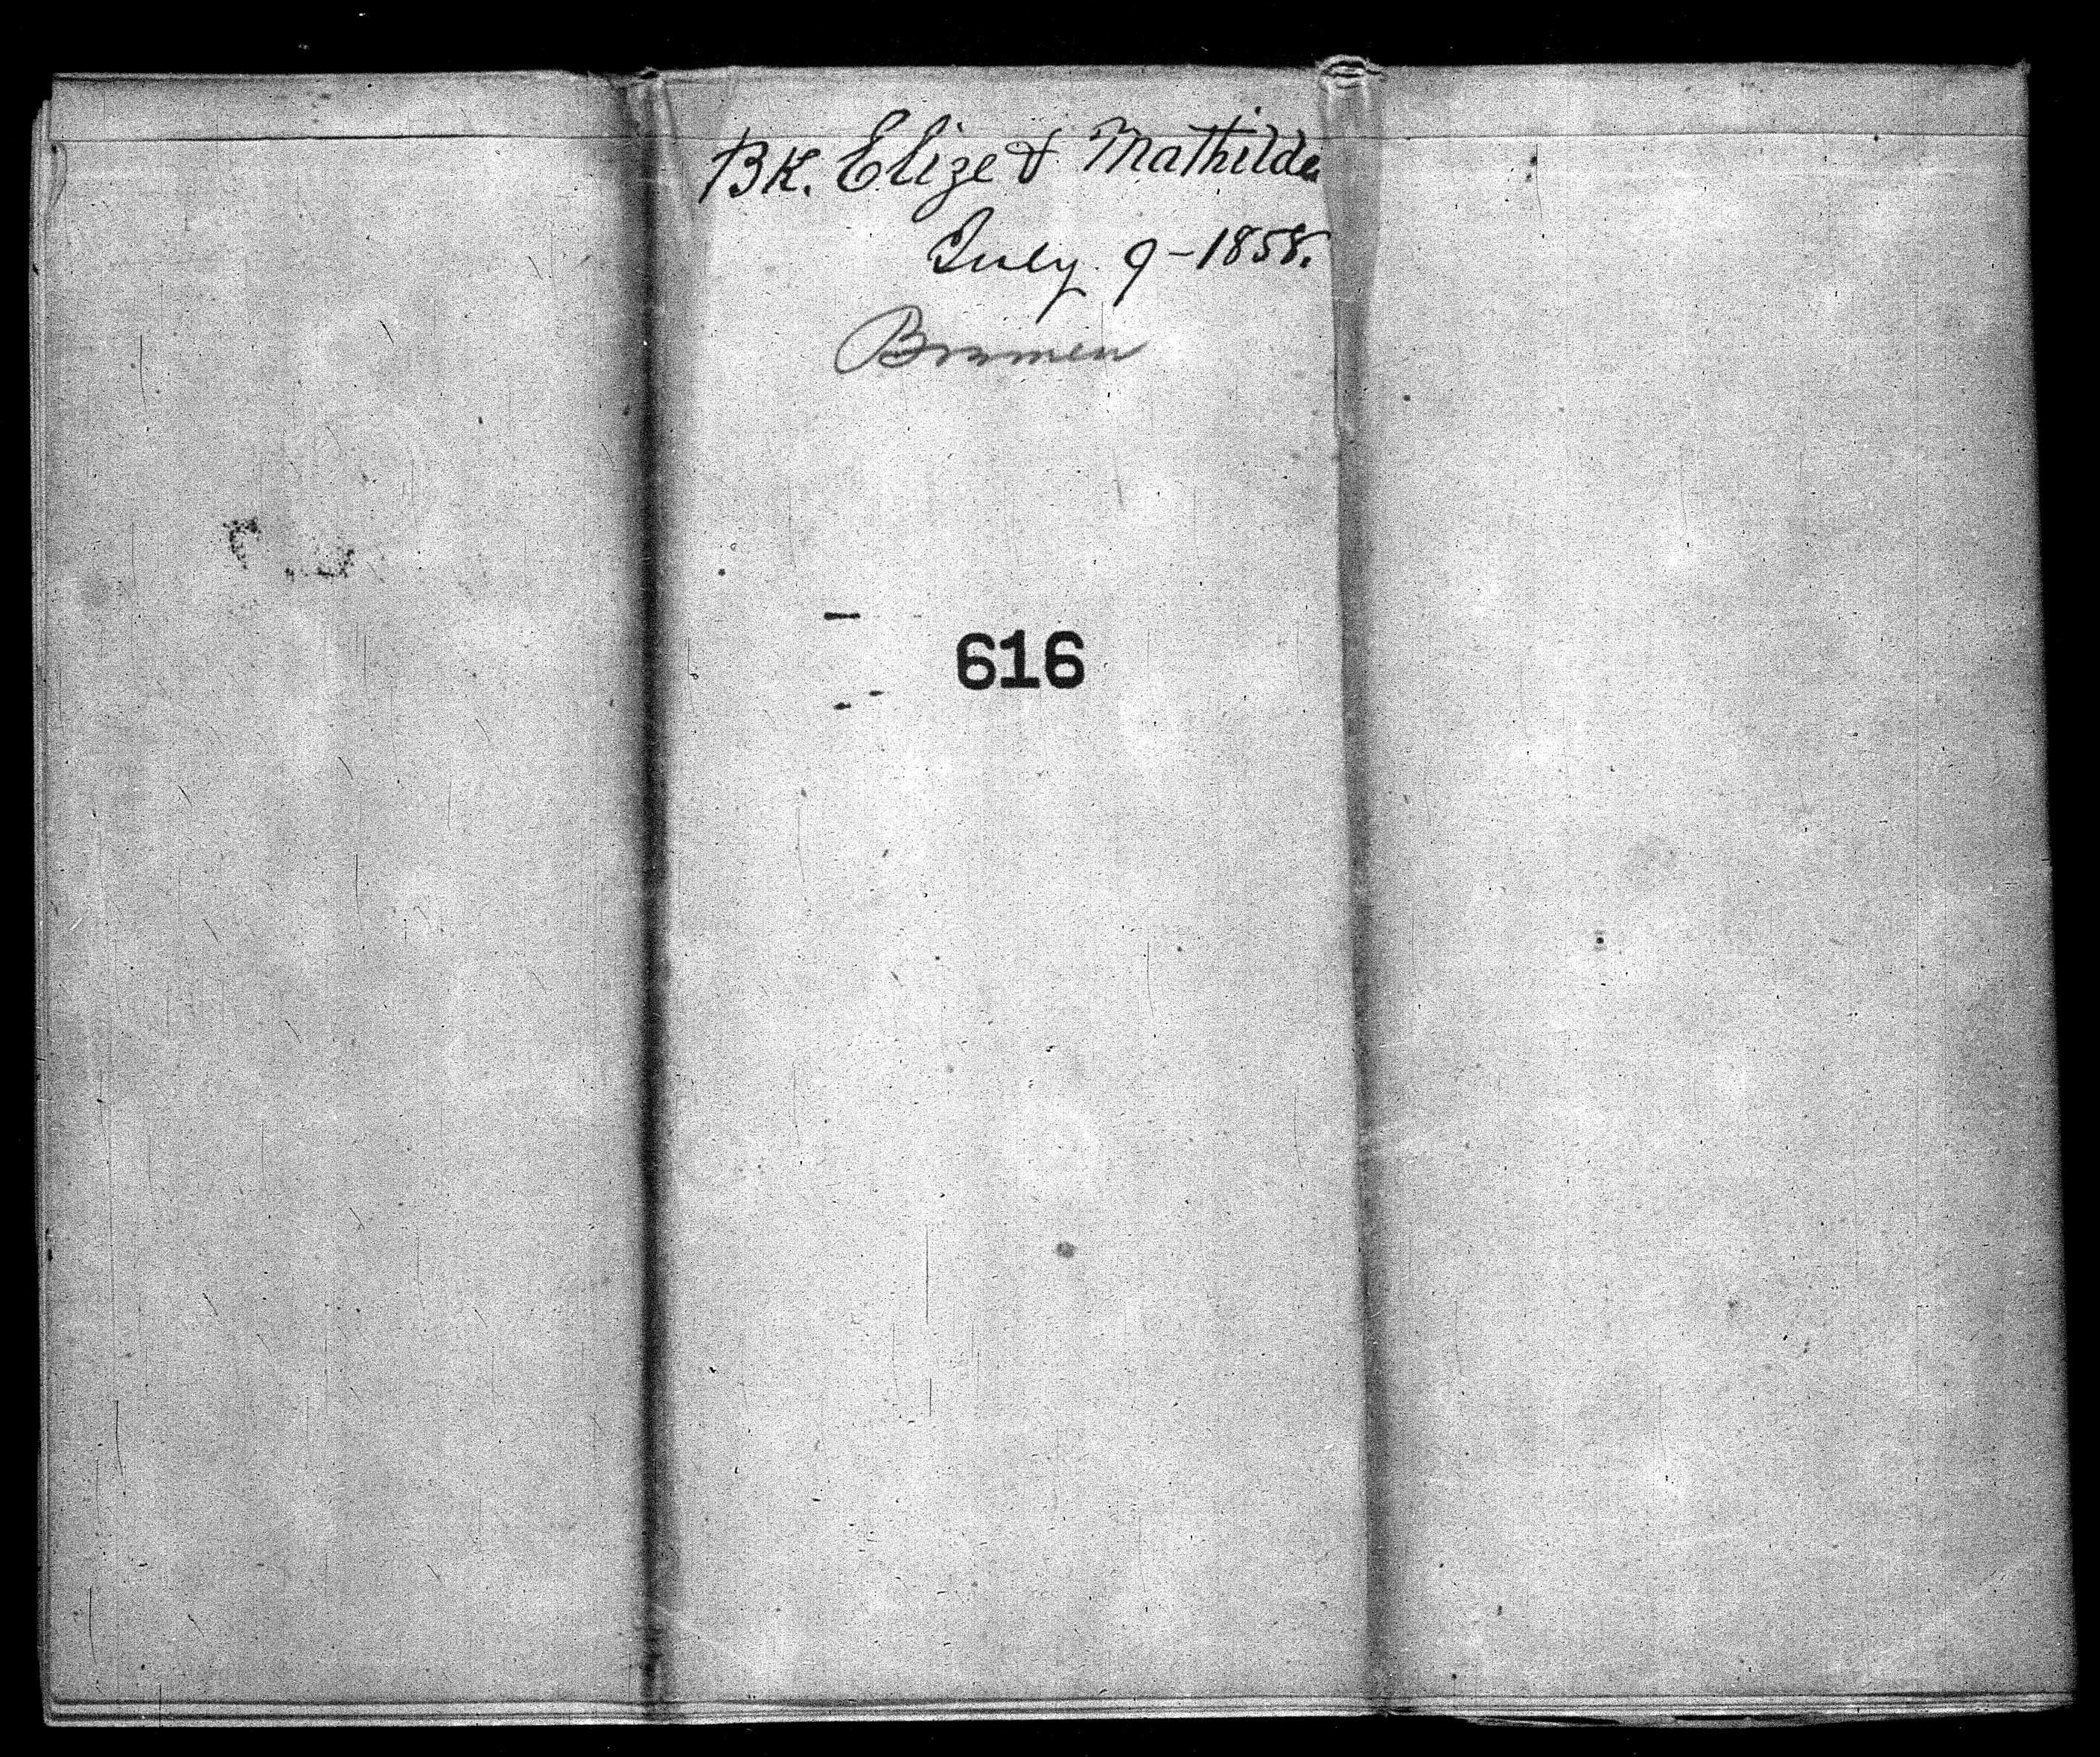 Bk. Elize & Mathilde
July 9-1858.
Bremen
616